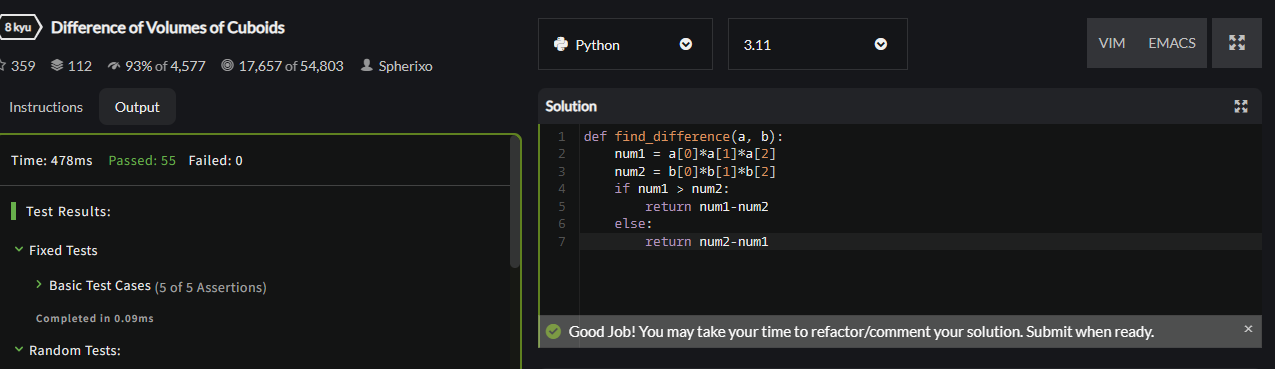 8 kyu Difference of Volumes of Cuboids
359 112 93% of 4,577 17,657 of 54,803 Spherixo
Instructions Output
Time: 478ms Passed: 55 Failed: 0
Test Results:
Fixed Tests
Basic Test Cases (5 of 5 Assertions)
Completed in 0.09ms
Random Tests:
Python 3.11 VIM EMACS
Solution
1 def find_difference(a, b):
2     num1 = a[0]*a[1]*a[2]
3     num2 = b[0]*b[1]*b[2]
4     if num1 > num2:
5         return num1-num2
6     else:
7         return num2-num1
Good Job! You may take your time to refactor/comment your solution. Submit when ready. ×